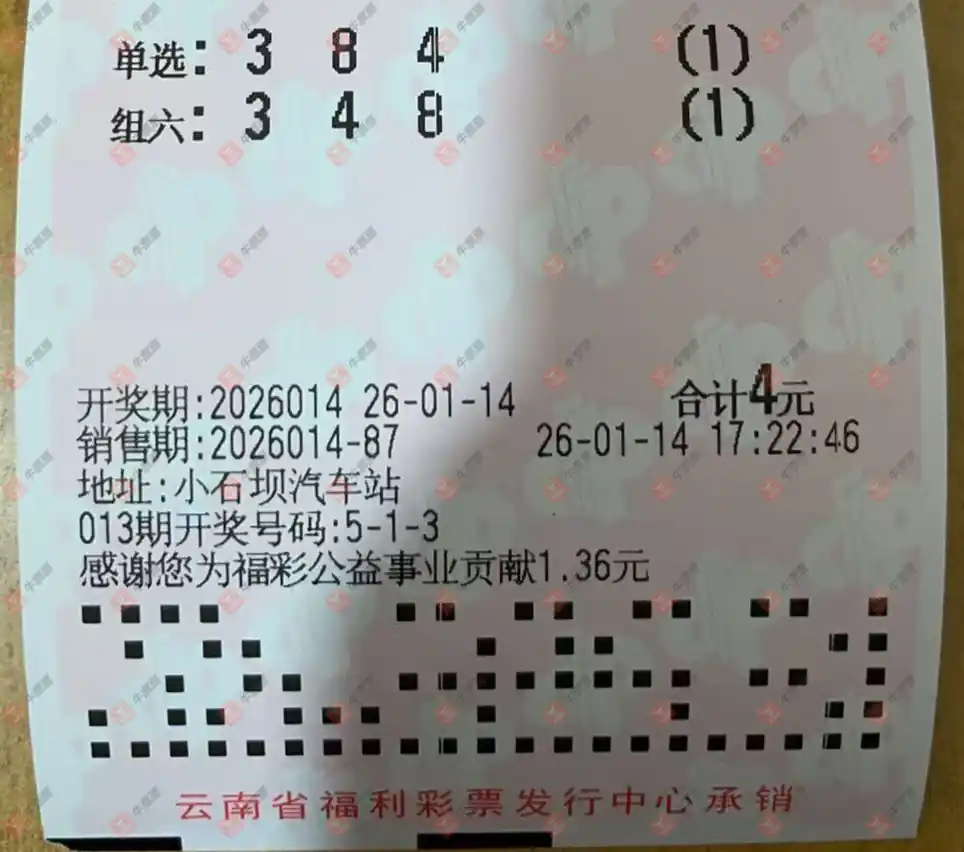 单选: 3 8 4 (1)
组六: 3 4 8 (1)
开奖期:2026014 26-01-14 合计4元
销售期:2026014-87 26-01-14 17:22:46
地址:小石坝汽车站
013期开奖号码:5-1-3
感谢您为福彩公益事业贡献1.36元
云南省福利彩票发行中心承销